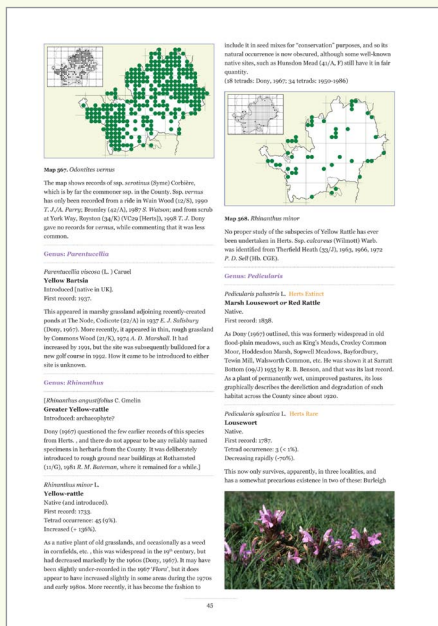 Map 367. Odontites vernus
The map shows records of ssp. serotinus (Syme) Corbière,
which is by far the commoner ssp. in the County. Ssp. vernus
has only been recorded from a ride in Wain Wood (12/S), 1990
T. J./A. Parry; Bromley (42/A), 1987 S. Watson; and from scrub
at York Way, Royston (34/K) (VC29 [Herts]), 1998 T. J. Dony
gave no records for vernus, while commenting that it was less
common.
Genus: Parentucellia
Parentucellia viscosa (L. ) Caruel
Yellow Bartsia
Introduced [native in UK].
First record: 1937.
This appeared in marshy grassland adjoining recently-created
ponds at The Node, Codicote (22/A) in 1937 E. J. Salisbury
(Dony, 1967). More recently, it appeared in thin, rough grassland
by Commons Wood (21/K), 1974 A. D. Marshall. It had
increased by 1991, but the site was subsequently bulldozed for a
new golf course in 1992. How it came to be introduced to either
site is unknown.
Genus: Rhinanthus
[Rhinanthus angustifolius C. Gmelin
Greater Yellow-rattle
Introduced: archaeophyte?
Dony (1967) questioned the few earlier records of this species
from Herts. , and there do not appear to be any reliably named
specimens in herbaria from the County. It was deliberately
introduced to rough ground near buildings at Rothamsted
(11/G), 1981 R. M. Bateman, where it remained for a while.]
Rhinanthus minor L.
Yellow-rattle
Native (and introduced).
First record: 1733.
Tetrad occurrence: 45 (9%).
Increased (+ 136%).
As a native plant of old grasslands, and occasionally as a weed
in cornfields, etc. , this was widespread in the 19th century, but
had decreased markedly by the 1960s (Dony, 1967). It may have
been slightly under-recorded in the 1967 'Flora', but it does
appear to have increased slightly in some areas during the 1970s
and early 1980s. More recently, it has become the fashion to
include it in seed mixes for "conservation" purposes, and so its
natural occurrence is now obscured, although some well-known
native sites, such as Hunsdon Mead (41/A, F) still have it in fair
quantity.
(18 tetrads: Dony, 1967; 34 tetrads: 1950-1986)
Map 368. Rhinanthus minor
No proper study of the subspecies of Yellow Rattle has ever
been undertaken in Herts. Ssp. calcareus (Wilmott) Warb.
was identified from Therfield Heath (33/J), 1963, 1966, 1972
P. D. Sell (Hb. CGE).
Genus: Pedicularis
Pedicularis palustris L. Herts Extinct
Marsh Lousewort or Red Rattle
Native.
First record: 1838.
As Dony (1967) outlined, this was formerly widespread in old
flood-plain meadows, such as King's Meads, Croxley Common
Moor, Hoddesdon Marsh, Sopwell Meadows, Bayfordbury,
Tewin Mill, Walsworth Common, etc. He was shown it at Sarratt
Bottom (09/J) 1955 by R. B. Benson, and that was its last record.
As a plant of permanently wet, unimproved pastures, its loss
graphically describes the dereliction and degradation of such
habitat across the County since about 1920.
Pedicularis sylvatica L. Herts Rare
Lousewort
Native.
First record: 1787.
Tetrad occurrence: 3 (< 1%).
Decreasing rapidly (-70%).
This now only survives, apparently, in three localities, and
has a somewhat precarious existence in two of these: Burleigh
45